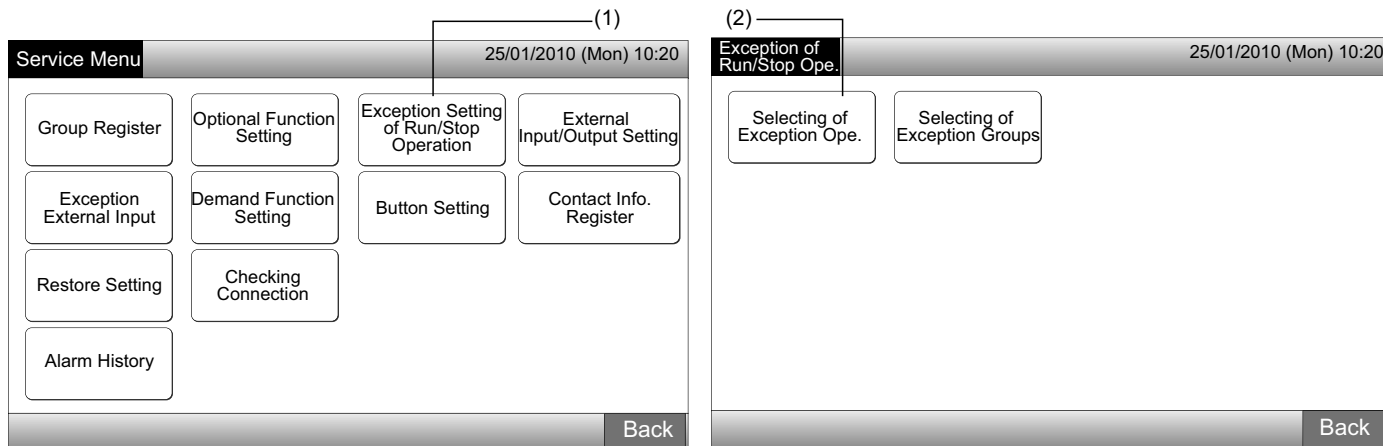 (1)
Service Menu
25/01/2010 (Mon) 10:20
Group Register
Optional Function
Setting
Exception Setting
of Run/Stop
Operation
External
Input/Output Setting
Exception
External Input
Demand Function
Setting
Button Setting
Contact Info.
Register
Restore Setting
Checking
Connection
Alarm History
Back
(2)
Exception of
Run/Stop Ope.
25/01/2010 (Mon) 10:20
Selecting of
Exception Ope.
Selecting of
Exception Groups
Back